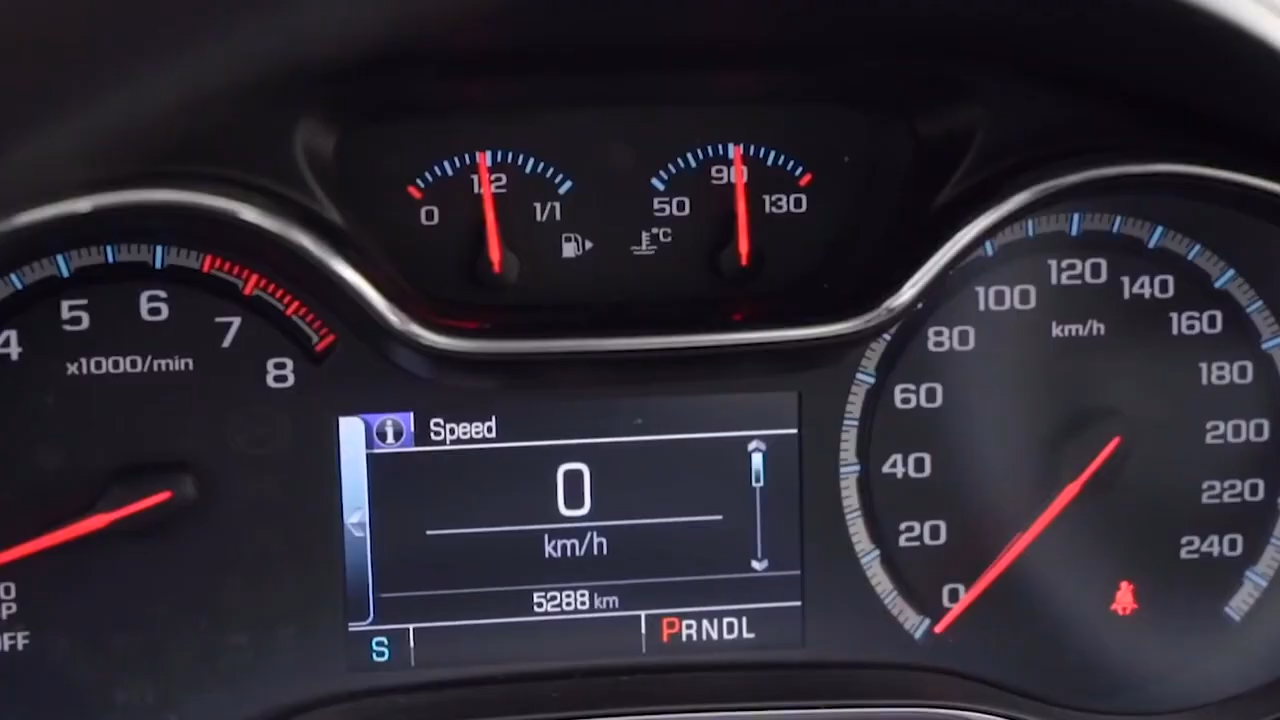 0 1/2 1/1
50 90 130
°C
4 5 6 7 8
x1000/min
FF
i Speed
0
km/h
5288 km
S
PRNDL
0 20 40 60 80 100 120 140 160 180 200 220 240
km/h